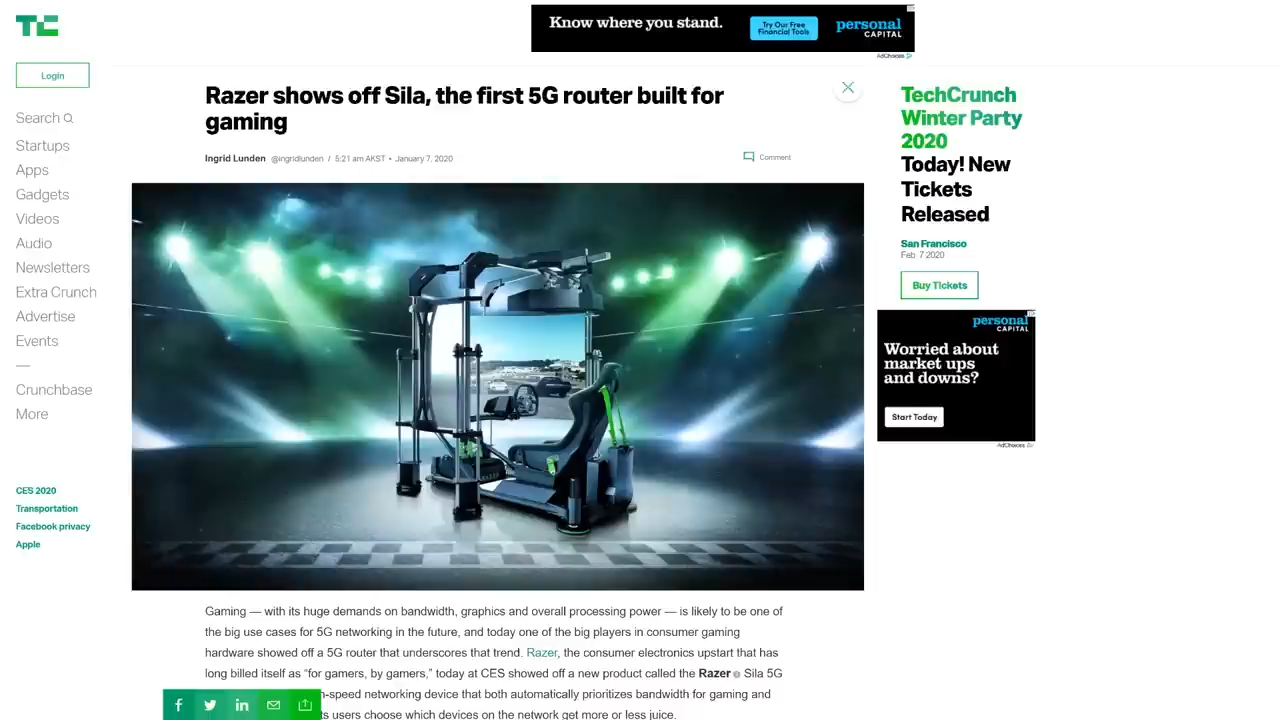 Know where you stand.
Try Our Free
Financial Tools
personal
CAPITAL
AdChoices
TC
Login
Search
Startups
Apps
Gadgets
Videos
Audio
Newsletters
Extra Crunch
Advertise
Events
—
Crunchbase
More
CES 2020
Transportation
Facebook privacy
Apple
Razer shows off Sila, the first 5G router built for
gaming
Ingrid Lunden @ingridlunden / 5:21 am AKST • January 7, 2020
Comment
Gaming — with its huge demands on bandwidth, graphics and overall processing power — is likely to be one of
the big use cases for 5G networking in the future, and today one of the big players in consumer gaming
hardware showed off a 5G router that underscores that trend. Razer, the consumer electronics upstart that has
long billed itself as “for gamers, by gamers,” today at CES showed off a new product called the Razer Sila 5G
-speed networking device that both automatically prioritizes bandwidth for gaming and
users choose which devices on the network get more or less juice.
TechCrunch
Winter Party
2020
Today! New
Tickets
Released
San Francisco
Feb 7 2020
Buy Tickets
personal
CAPITAL
Worried about
market ups
and downs?
Start Today
AdChoices